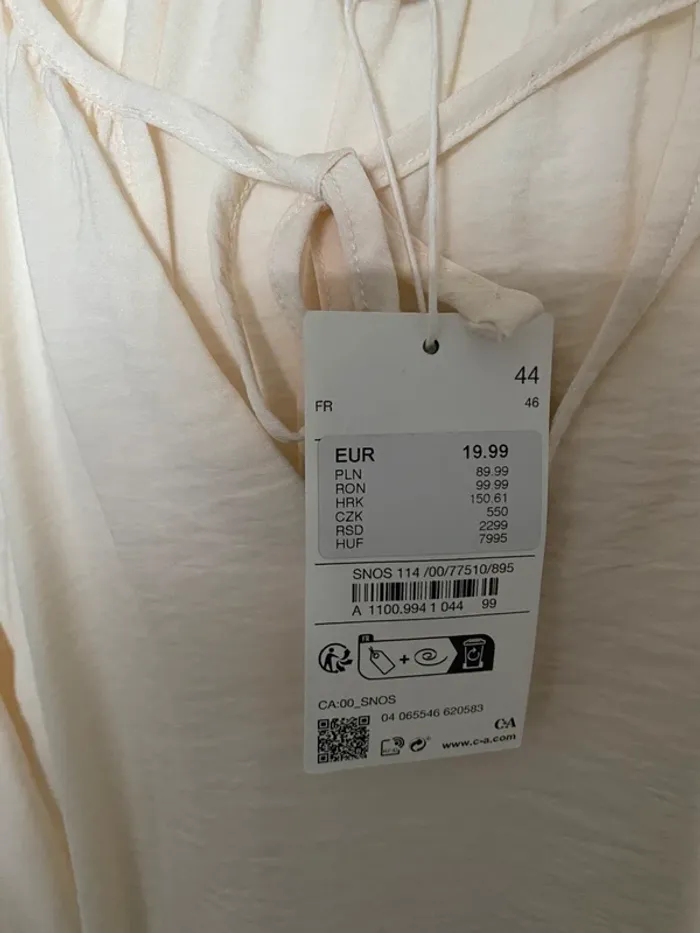 44
FR 46
EUR 19.99
PLN 89.99
RON 99.99
HRK 150.61
CZK 550
RSD 2299
HUF 7995
SNOS 114 /00/77510/895
A 1100.994 1 044 99
FR
CA:00_SNOS
04 065546 620583
C&A
www.c-a.com